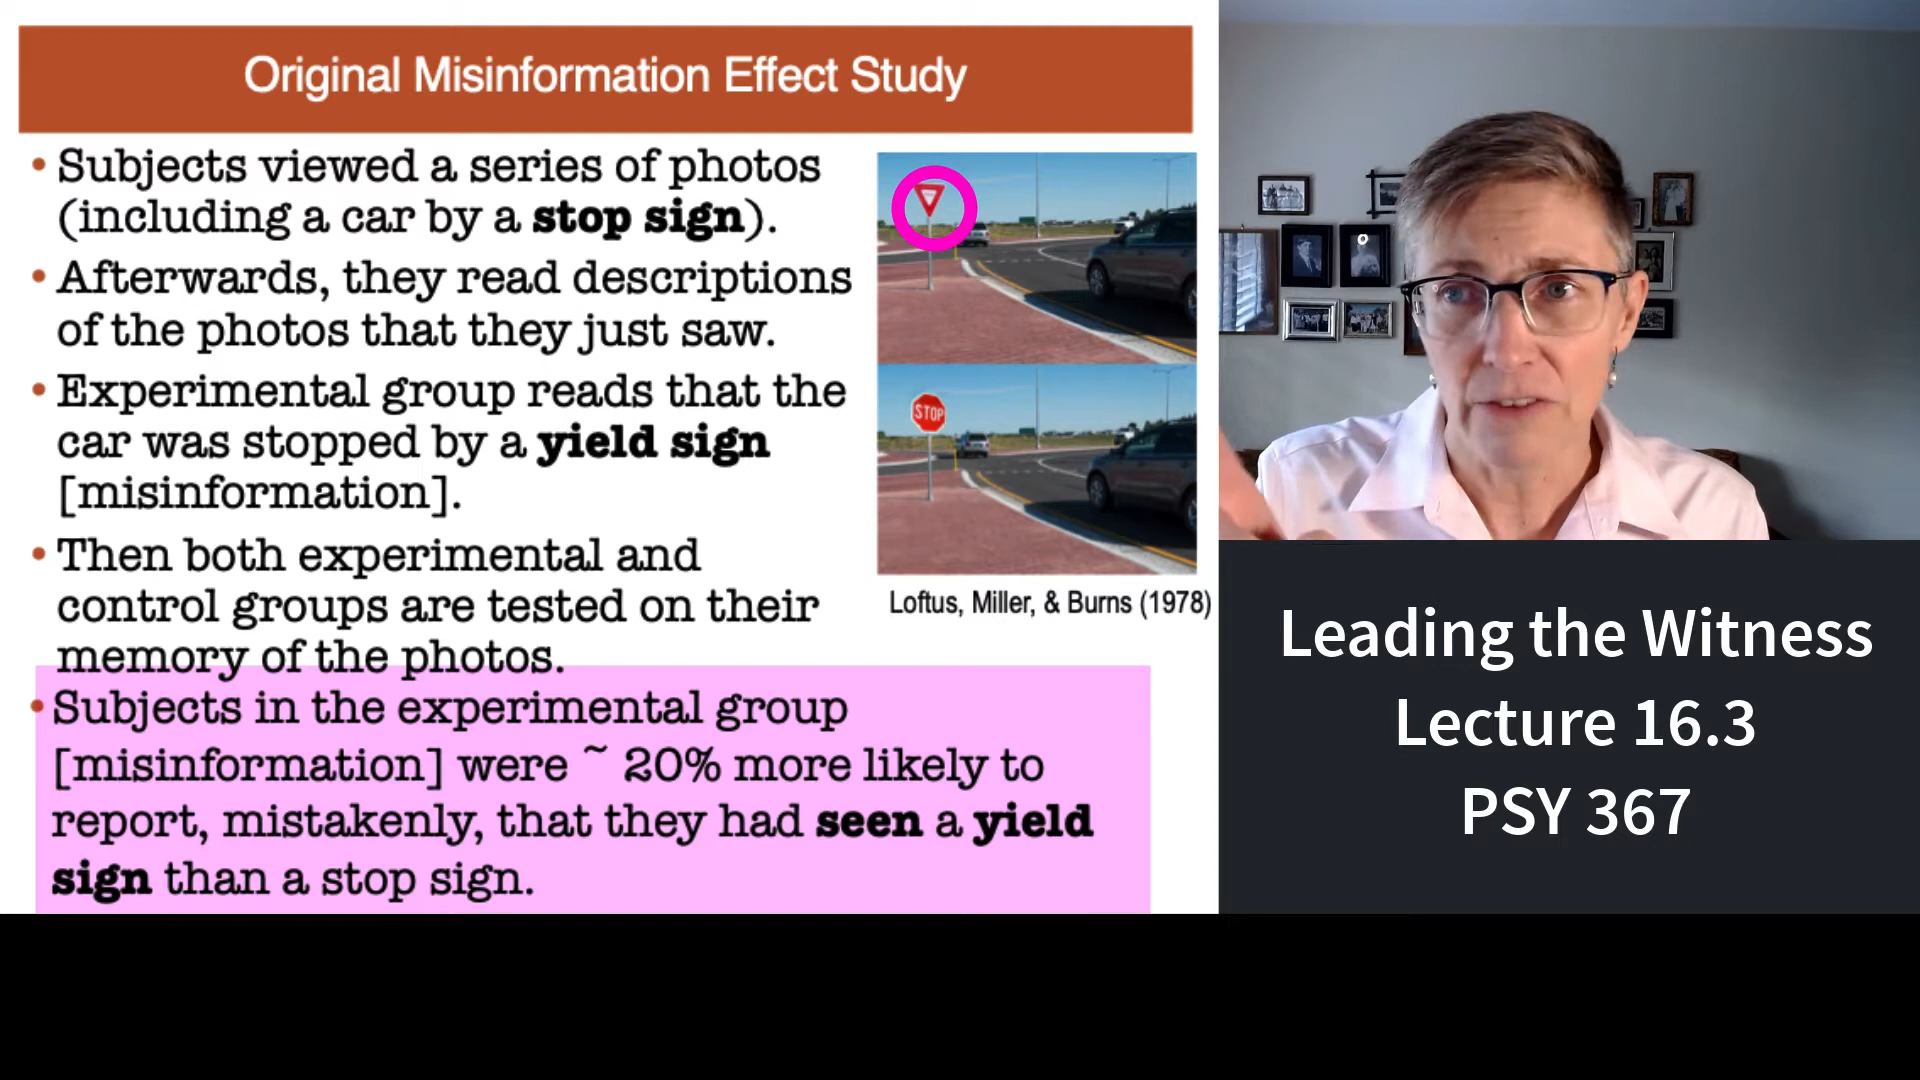 Original Misinformation Effect Study
• Subjects viewed a series of photos
(including a car by a stop sign).
• Afterwards, they read descriptions
of the photos that they just saw.
• Experimental group reads that the
car was stopped by a yield sign
[misinformation].
• Then both experimental and
control groups are tested on their
memory of the photos.
• Subjects in the experimental group
[misinformation] were ~ 20% more likely to
report, mistakenly, that they had seen a yield
sign than a stop sign.
STOP
Loftus, Miller, & Burns (1978)
Leading the Witness
Lecture 16.3
PSY 367